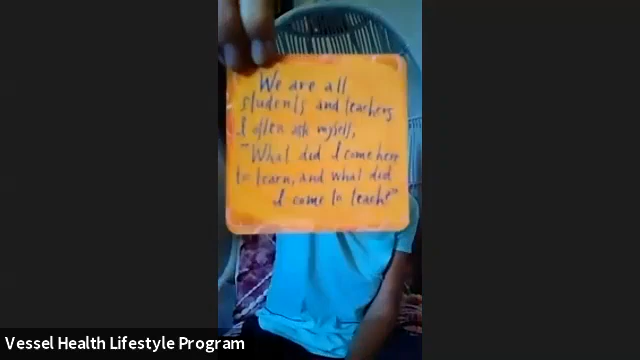 We are all
students and teachers
I often ask myself,
"What did I come here
to learn, and what did
I come to teach?"
Vessel Health Lifestyle Program